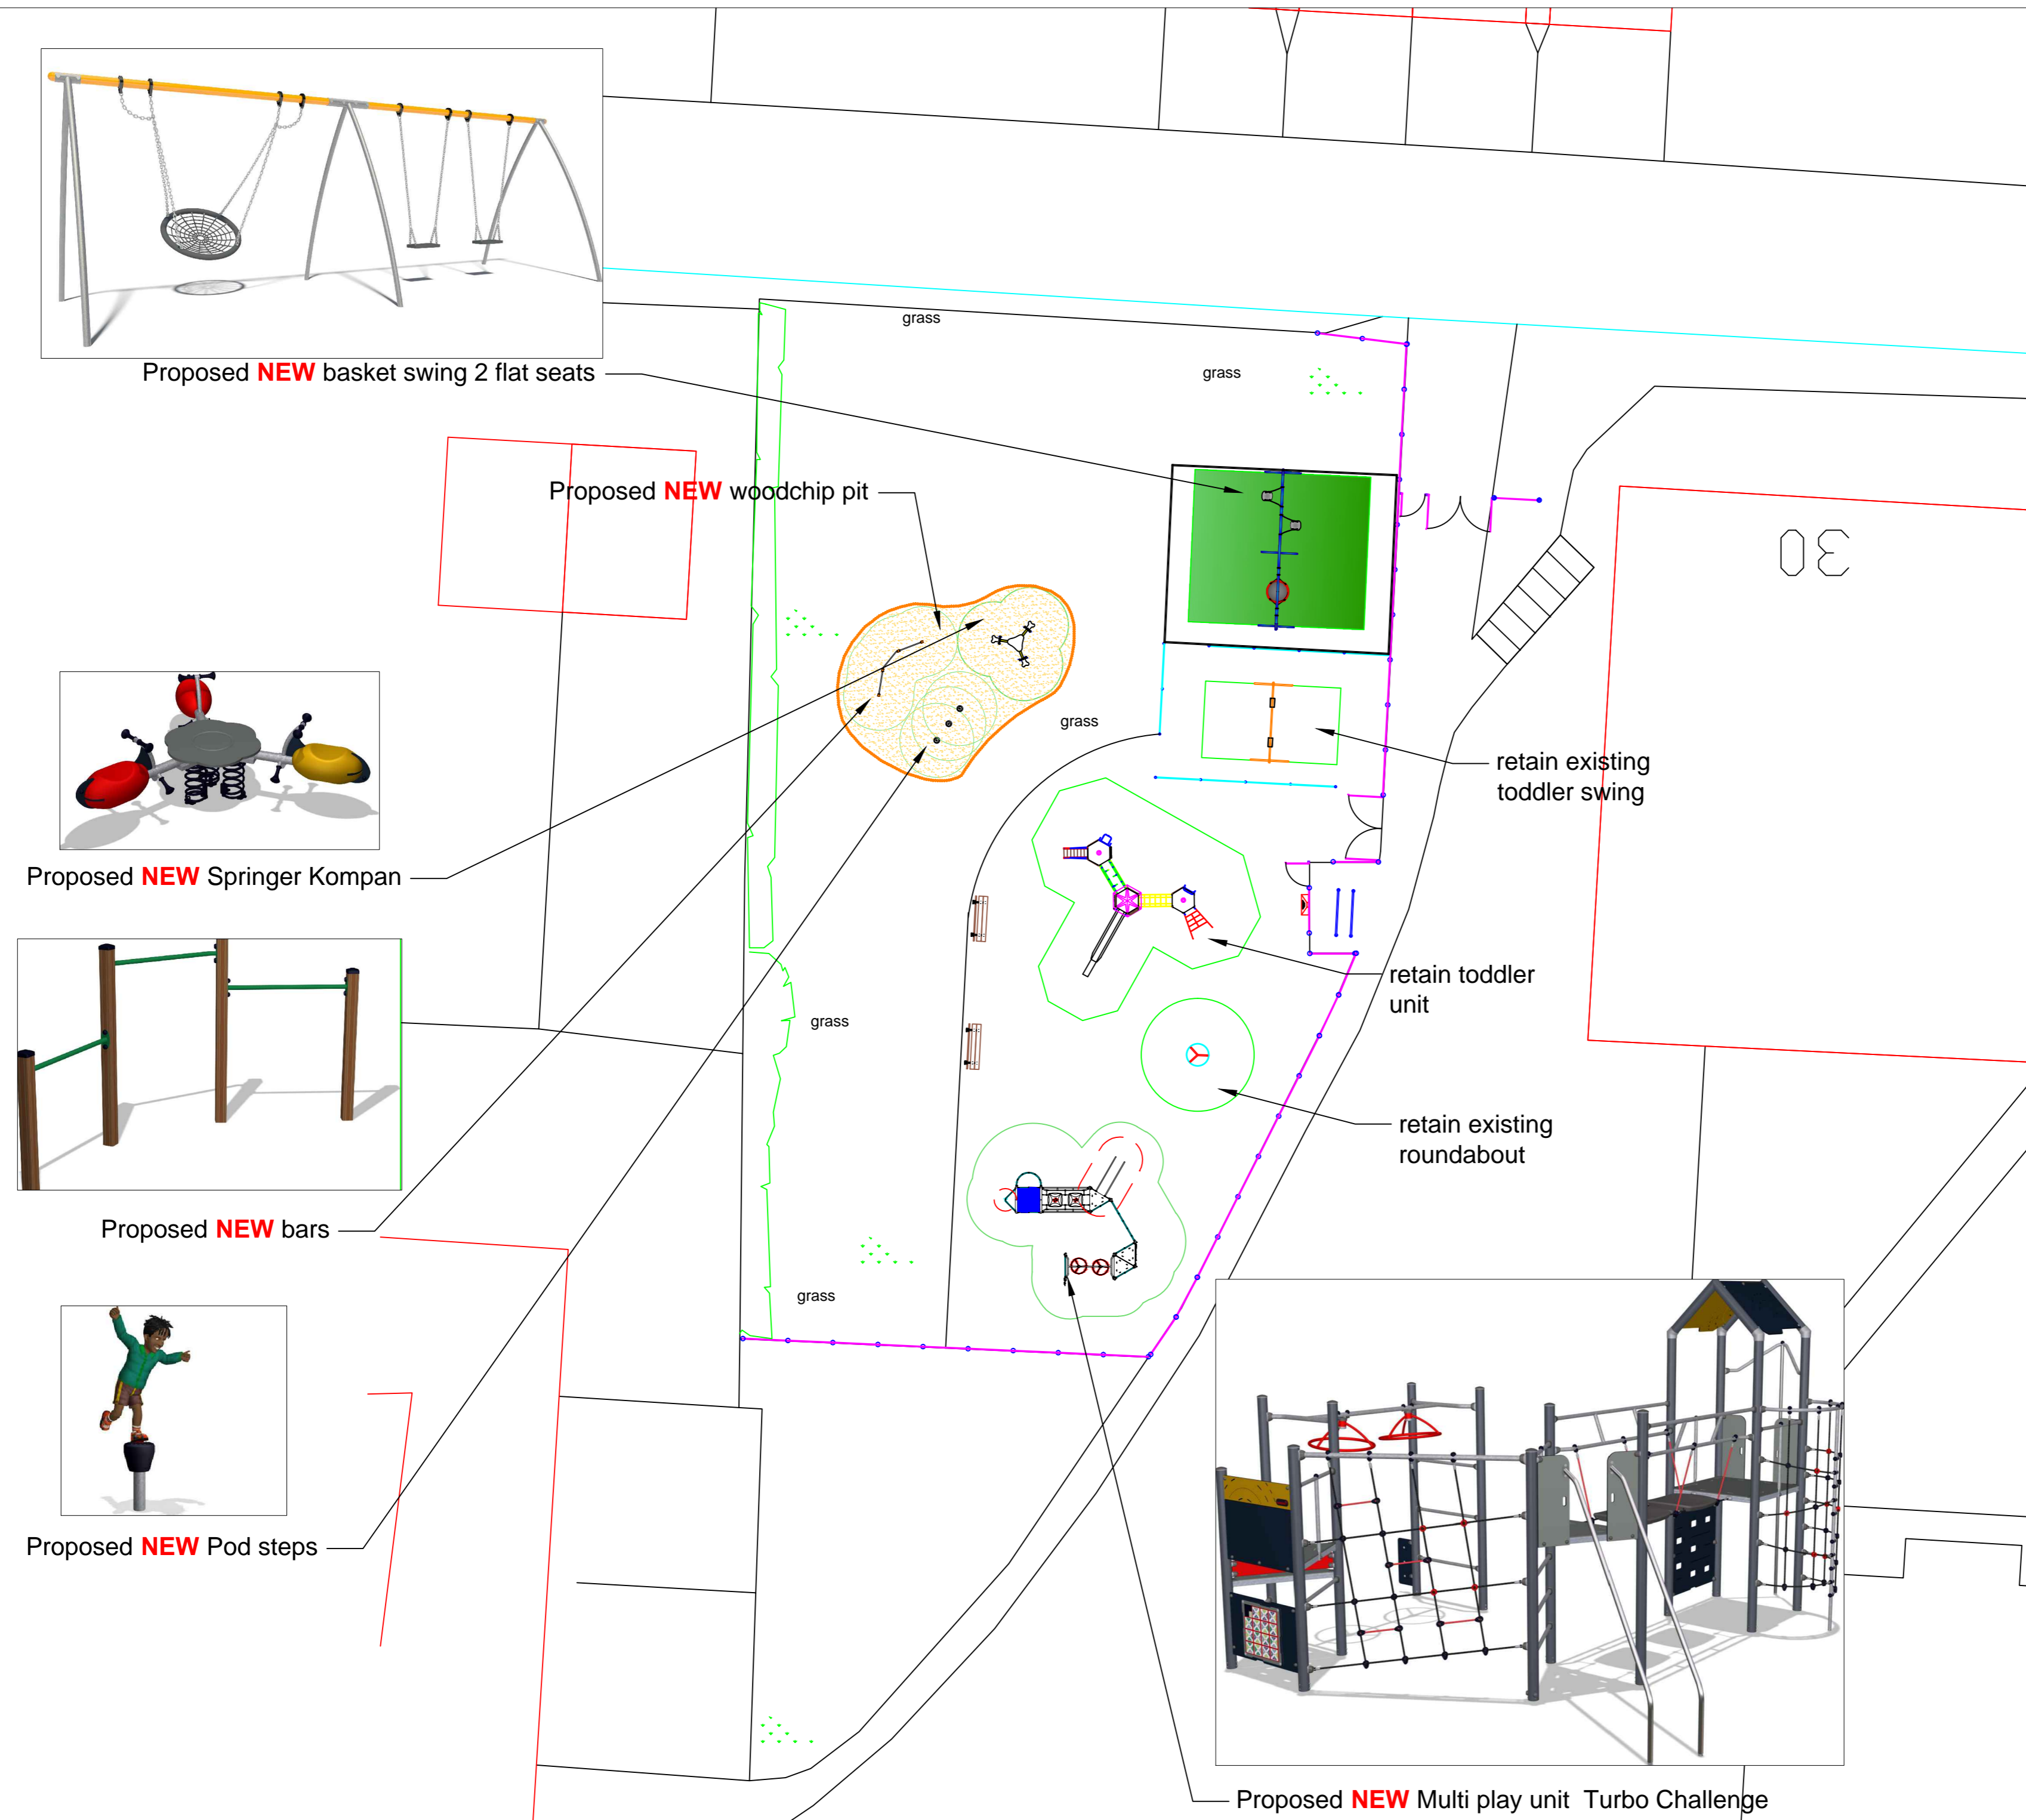 grass
Proposed NEW basket swing 2 flat seats
grass
Proposed NEW woodchip pit
30
grass
retain existing
toddler swing
Proposed NEW Springer Kompan
retain toddler
unit
grass
retain existing
roundabout
Proposed NEW bars
grass
Proposed NEW Pod steps
Proposed NEW Multi play unit  Turbo Challenge